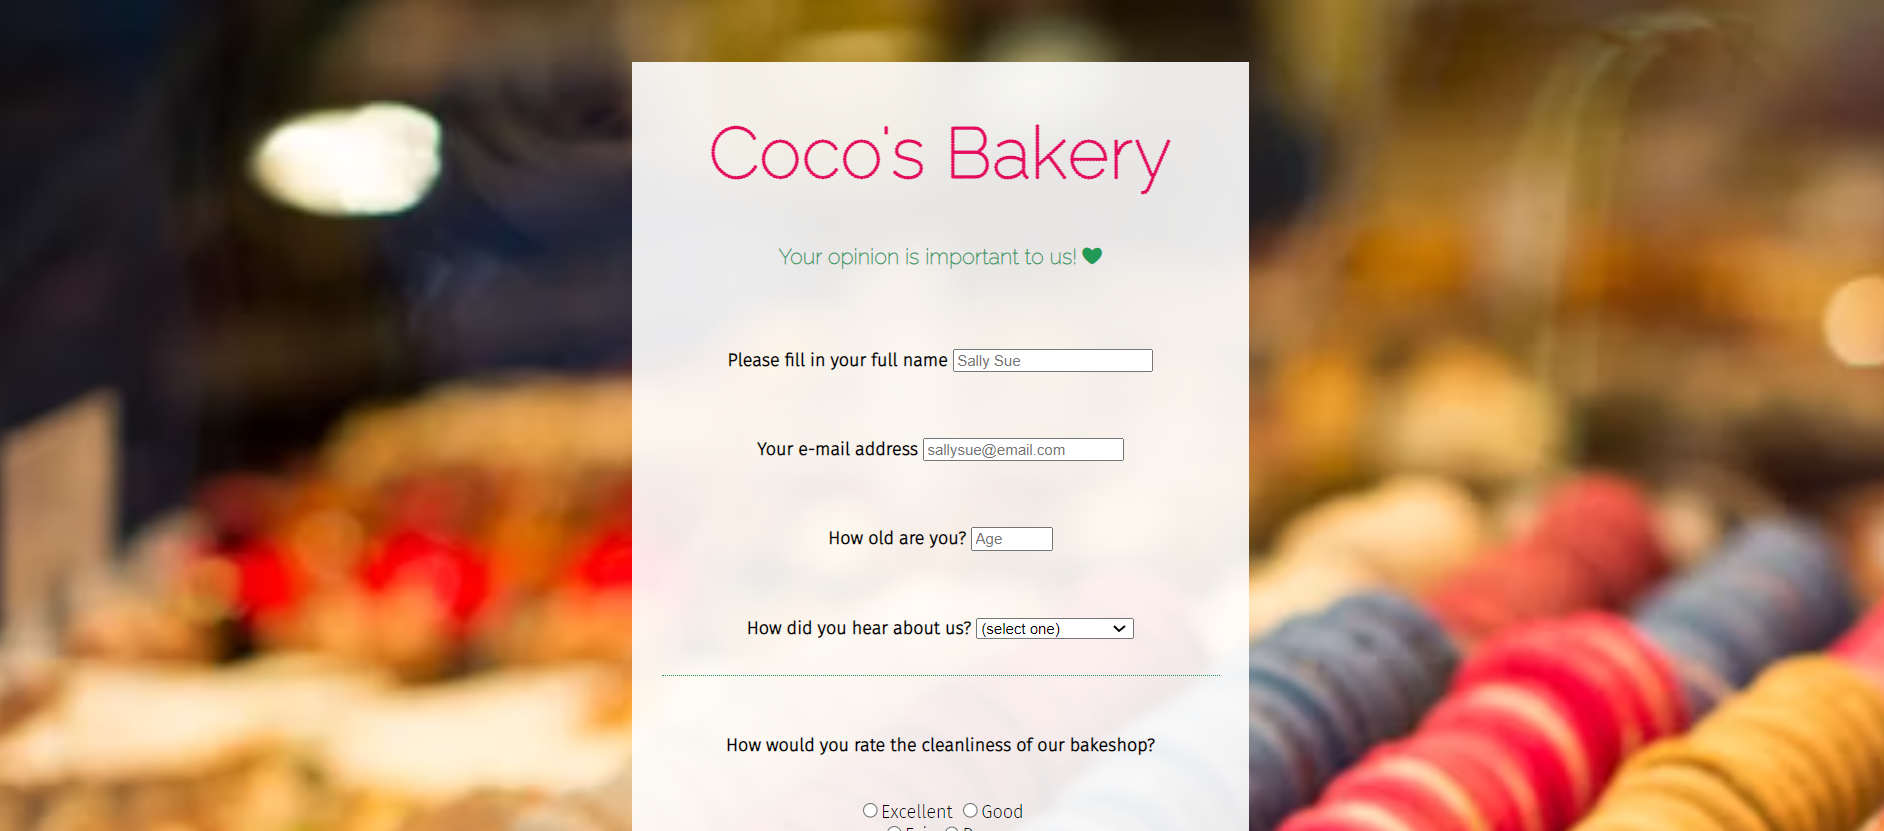 Coco's Bakery
Your opinion is important to us!
Please fill in your full name Sally Sue
Your e-mail address sallysue@email.com
How old are you? Age
How did you hear about us? (select one)
How would you rate the cleanliness of our bakeshop?
Excellent Good